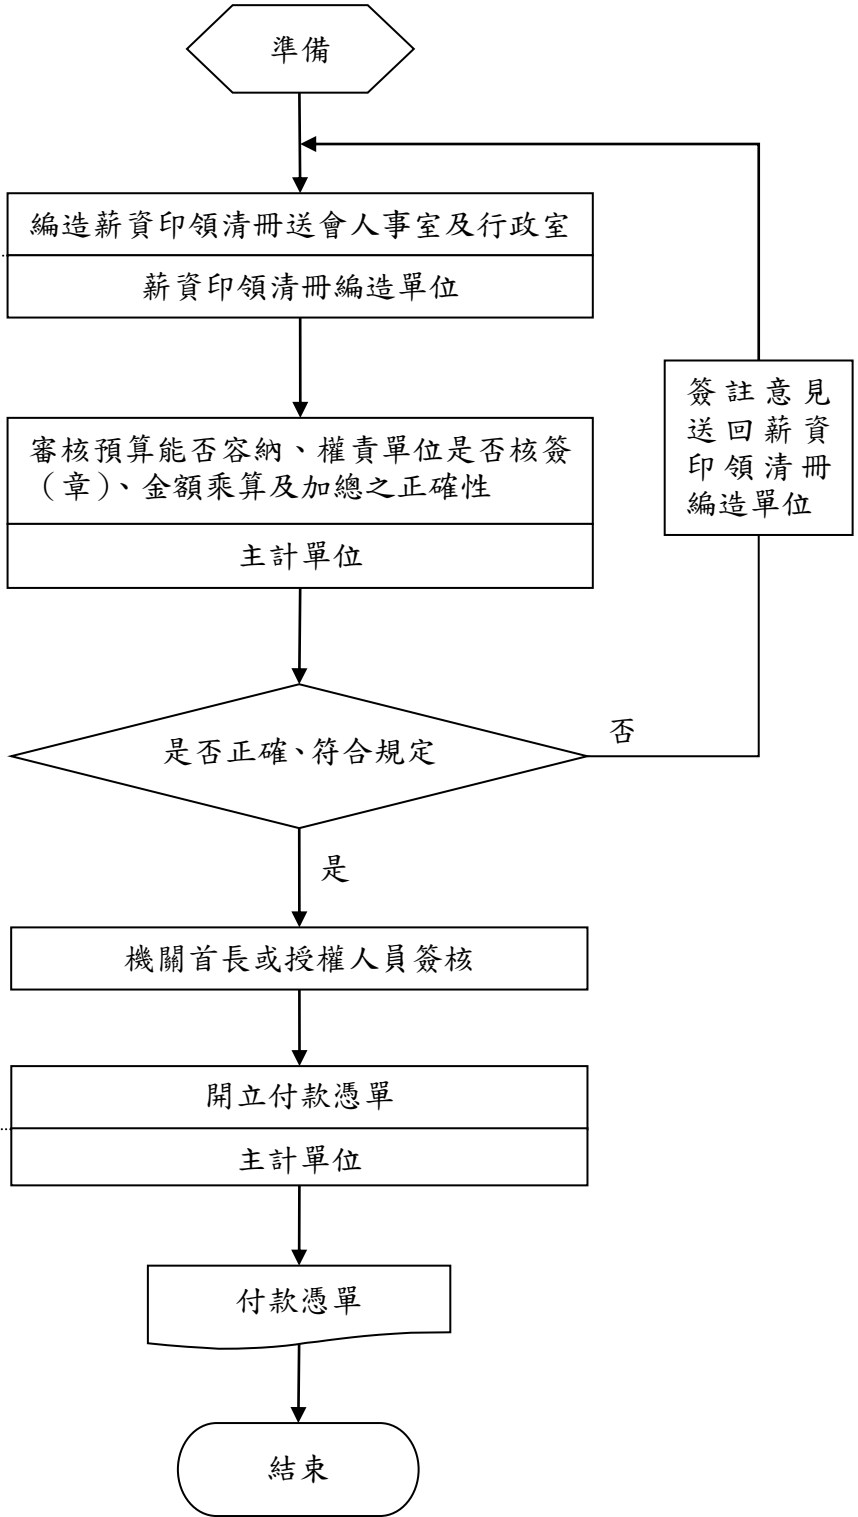 準備
編造薪資印領清冊送會人事室及行政室
薪資印領清冊編造單位
審核預算能否容納、權責單位是否核簽
（章）、金額乘算及加總之正確性
主計單位
簽註意見
送回薪資
印領清冊
編造單位
是否正確、符合規定
否
是
機關首長或授權人員簽核
開立付款憑單
主計單位
付款憑單
結束